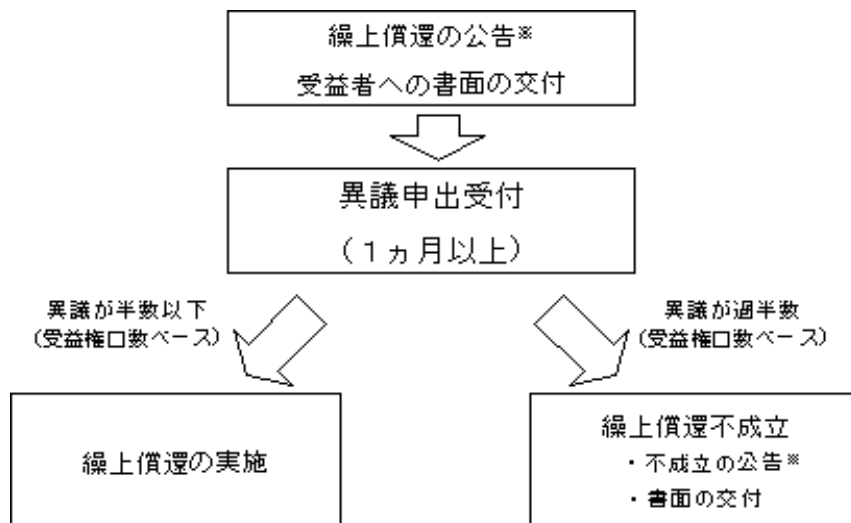 繰上償還の公告※
受益者への書面の交付
異議申出受付
（１ヵ月以上）
異議が半数以下
（受益権口数ベース）
異議が過半数
（受益権口数ベース）
繰上償還の実施
繰上償還不成立
・不成立の公告※
・書面の交付